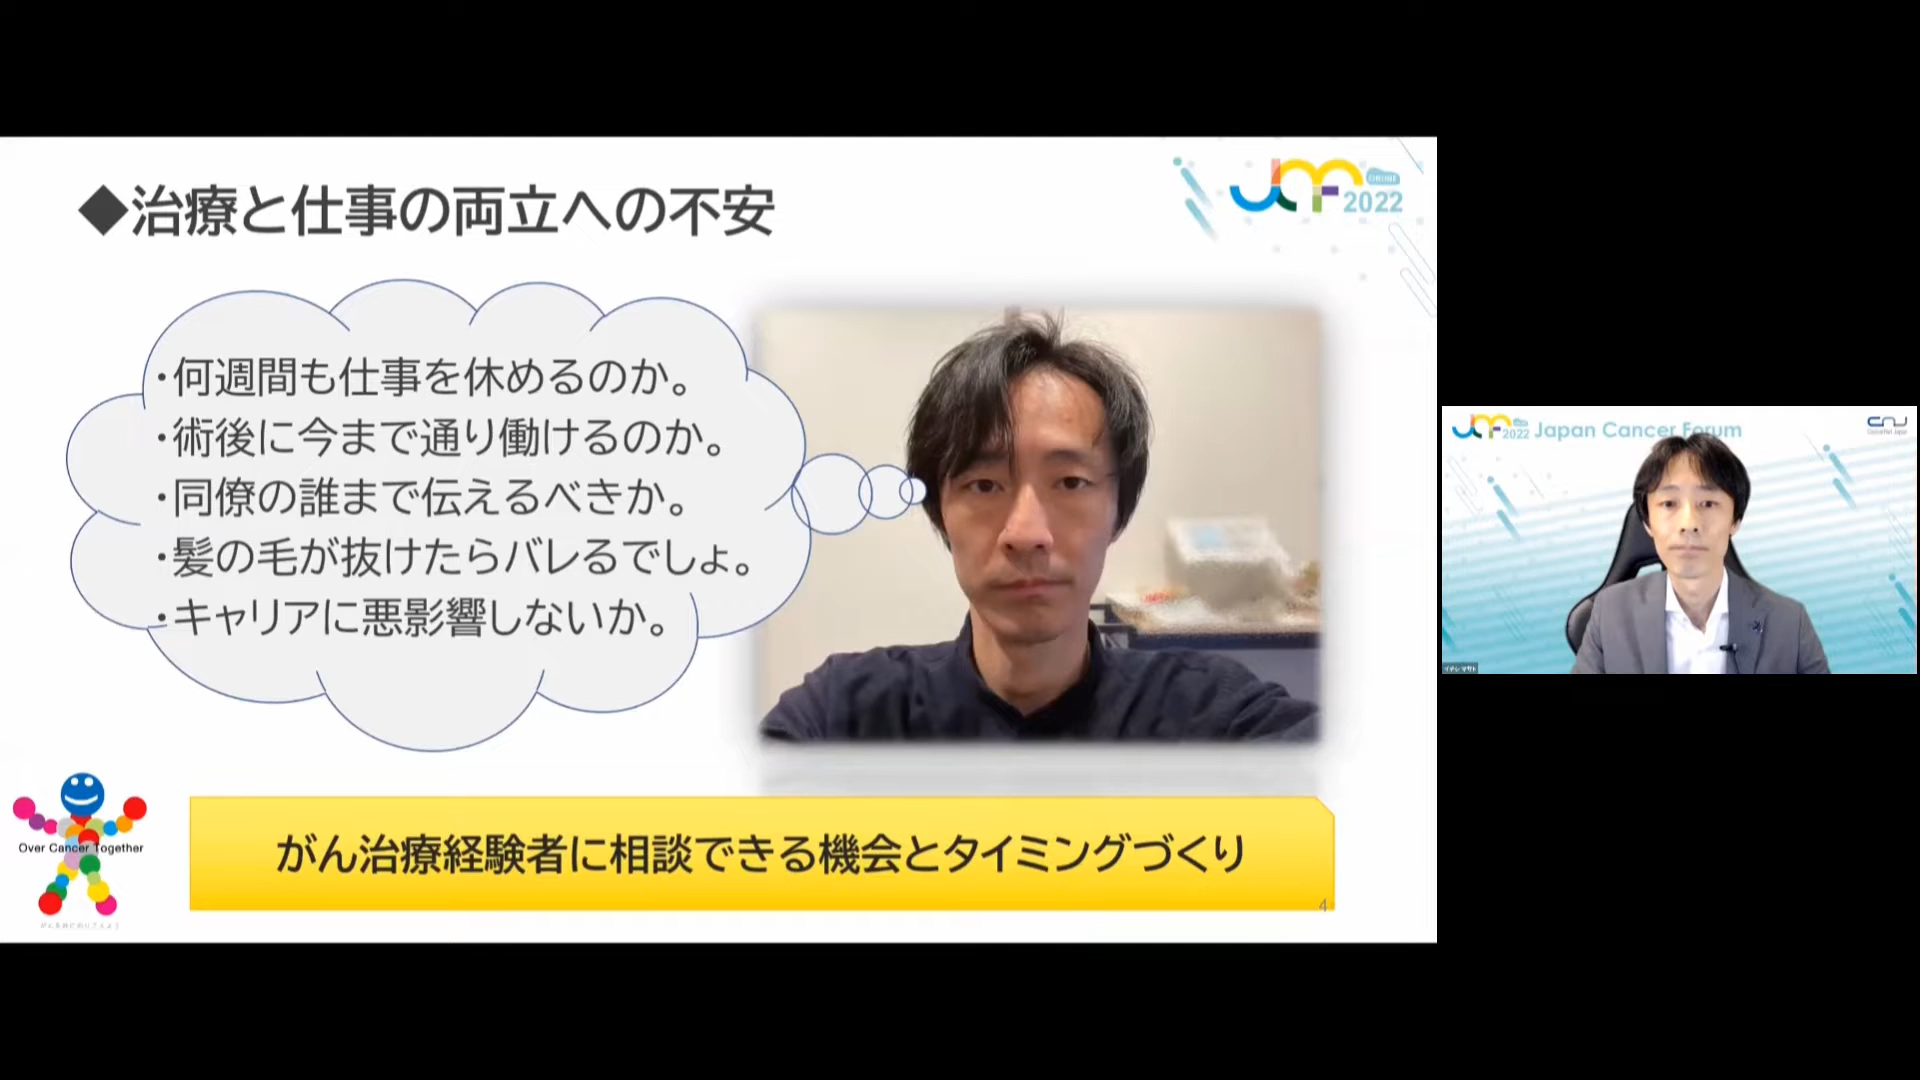 ◆治療と仕事の両立への不安
ONLINE
2022
・何週間も仕事を休めるのか。
・術後に今まで通り働けるのか。
・同僚の誰まで伝えるべきか。
・髪の毛が抜けたらバレるでしょ。
・キャリアに悪影響しないか。
Over Cancer Together
がん治療経験者に相談できる機会とタイミングづくり
4
2022 Japan Cancer Forum